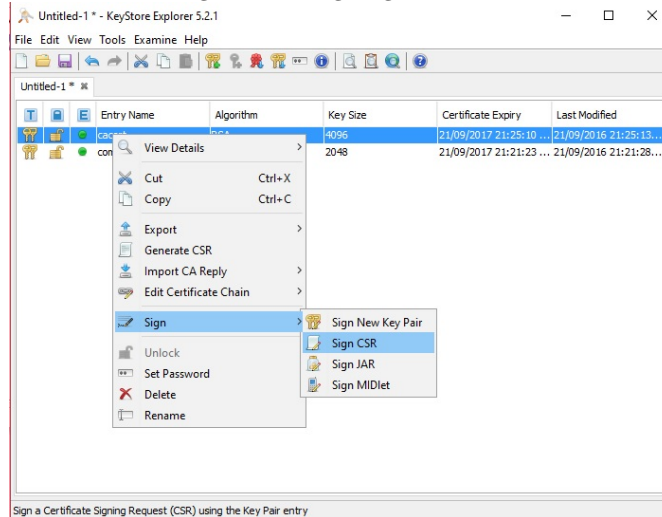 Untitled-1 * - KeyStore Explorer 5.2.1
File Edit View Tools Examine Help
Untitled-1 *
T E Entry Name Algorithm Key Size Certificate Expiry Last Modified
4096 21/09/2017 21:25:10 ... 21/09/2016 21:25:13...
2048 21/09/2017 21:21:23 ... 21/09/2016 21:21:28...
View Details
Cut Ctrl+X
Copy Ctrl+C
Export
Generate CSR
Import CA Reply
Edit Certificate Chain
Sign
Sign New Key Pair
Sign CSR
Sign JAR
Sign MIDlet
Unlock
Set Password
Delete
Rename
Sign a Certificate Signing Request (CSR) using the Key Pair entry